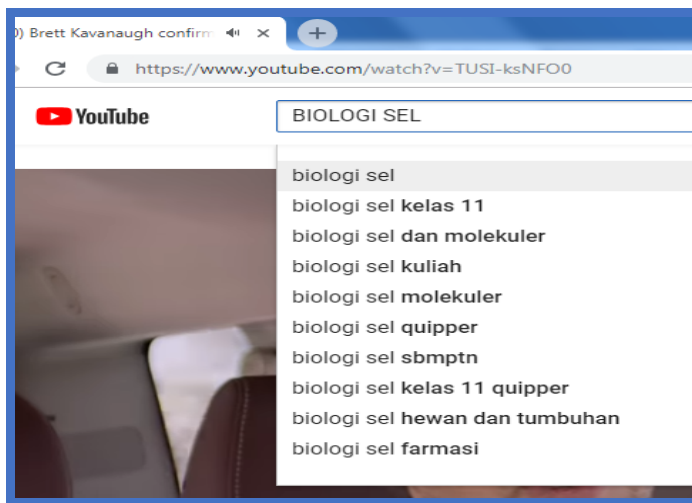 0) Brett Kavanaugh confirm
https://www.youtube.com/watch?v=TUSI-ksNFO0
YouTube
BIOLOGI SEL
biologi sel
biologi sel kelas 11
biologi sel dan molekuler
biologi sel kuliah
biologi sel molekuler
biologi sel quipper
biologi sel sbmptn
biologi sel kelas 11 quipper
biologi sel hewan dan tumbuhan
biologi sel farmasi